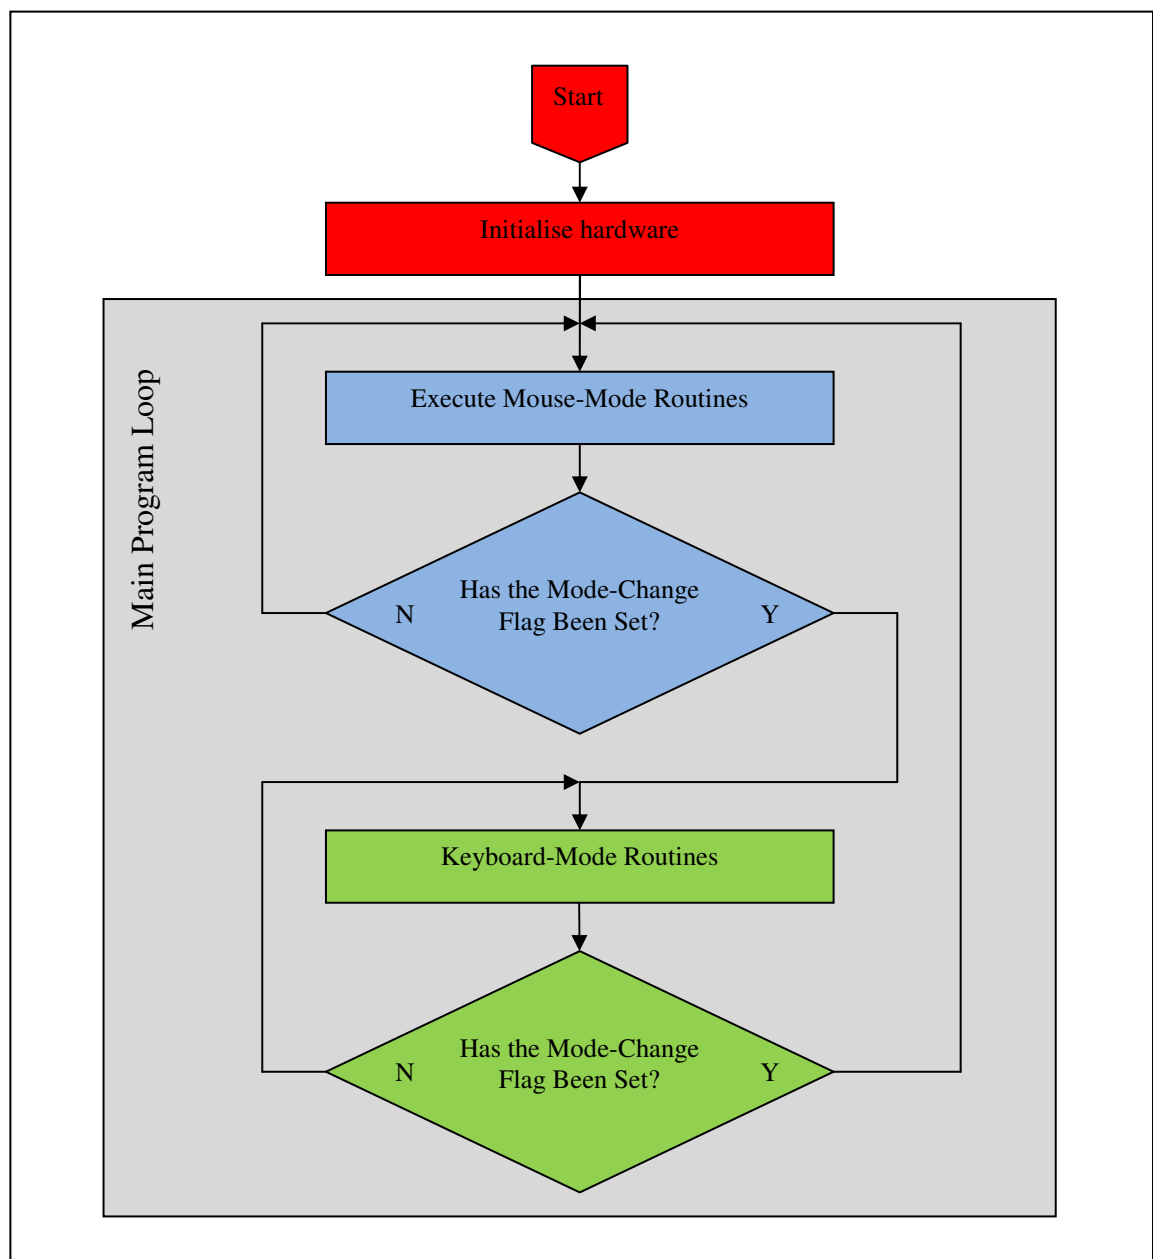 Start
Initialise hardware
Main Program Loop
Execute Mouse-Mode Routines
Has the Mode-Change
Flag Been Set?
N
Y
Keyboard-Mode Routines
Has the Mode-Change
Flag Been Set?
N
Y